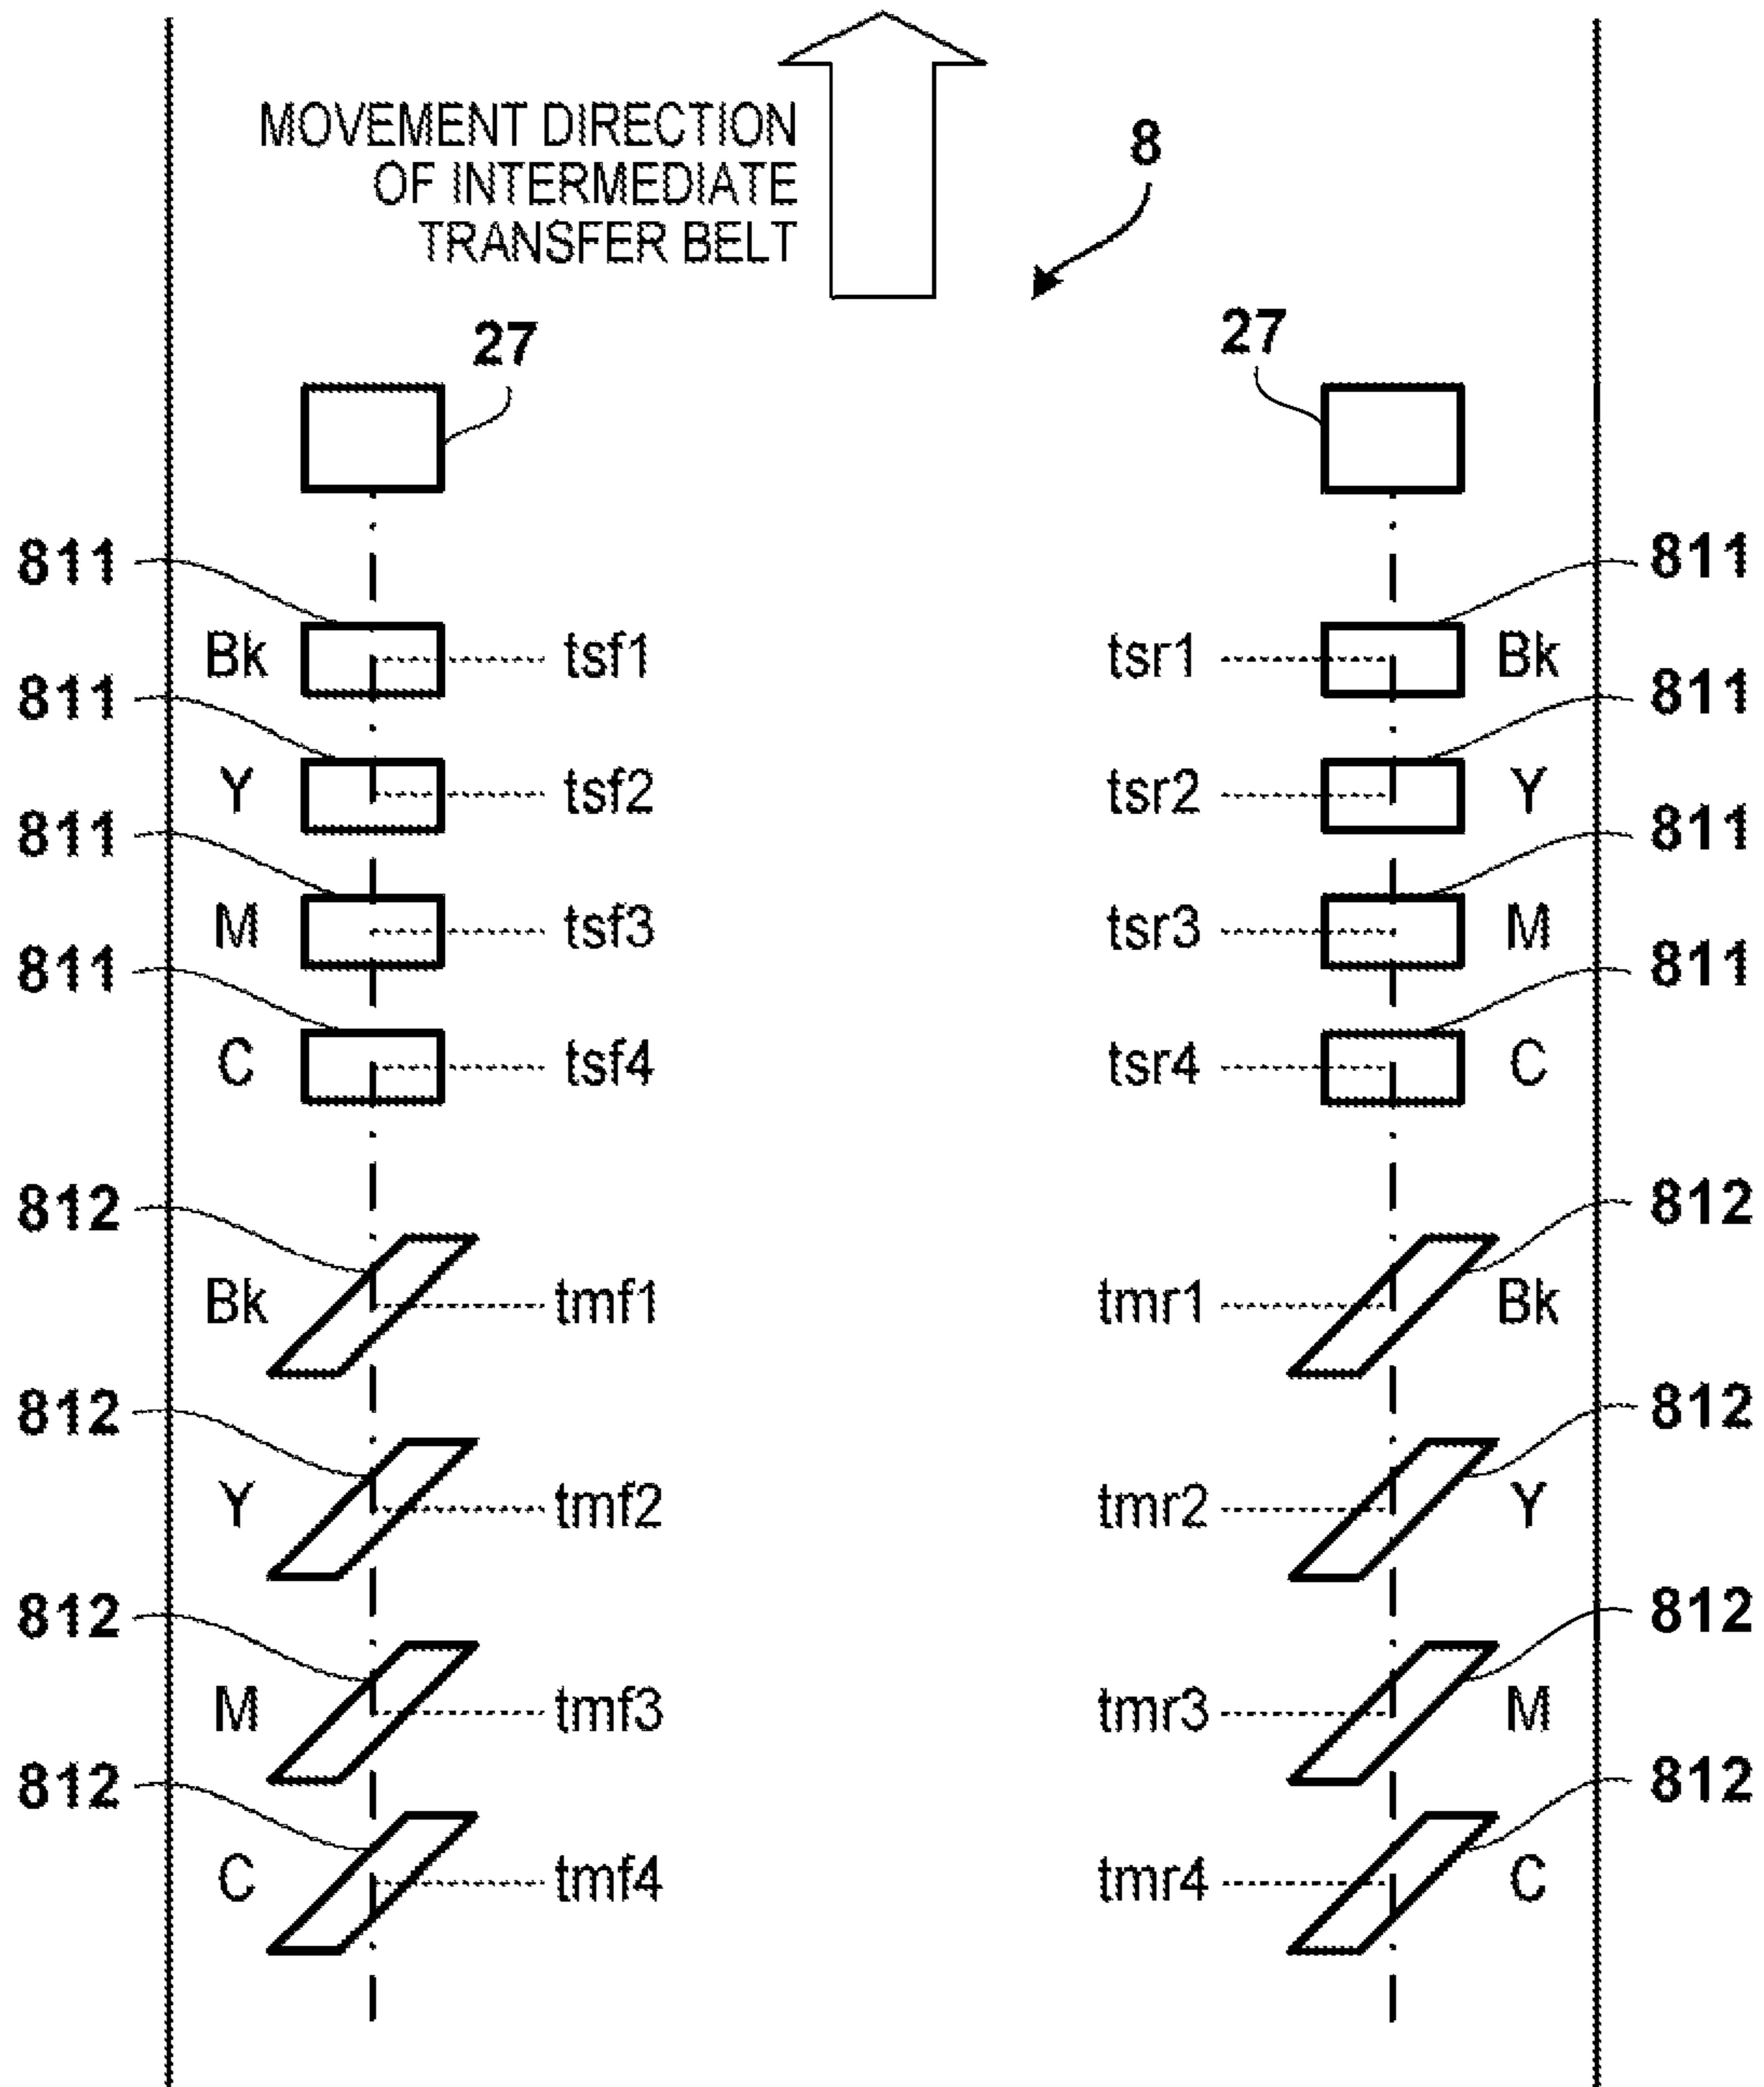 MOVEMENT DIRECTION
OF INTERMEDIATE
TRANSFER BELT
8
27 27
811 811
Bk tsf1 tsr1 Bk
811 811
Y tsf2 tsr2 Y
811 811
M tsf3 tsr3 M
811 811
C tsf4 tsr4 C
812 812
Bk tmf1 tmr1 Bk
812 812
Y tmf2 tmr2 Y
812 812
M tmf3 tmr3 M
812 812
C tmf4 tmr4 C